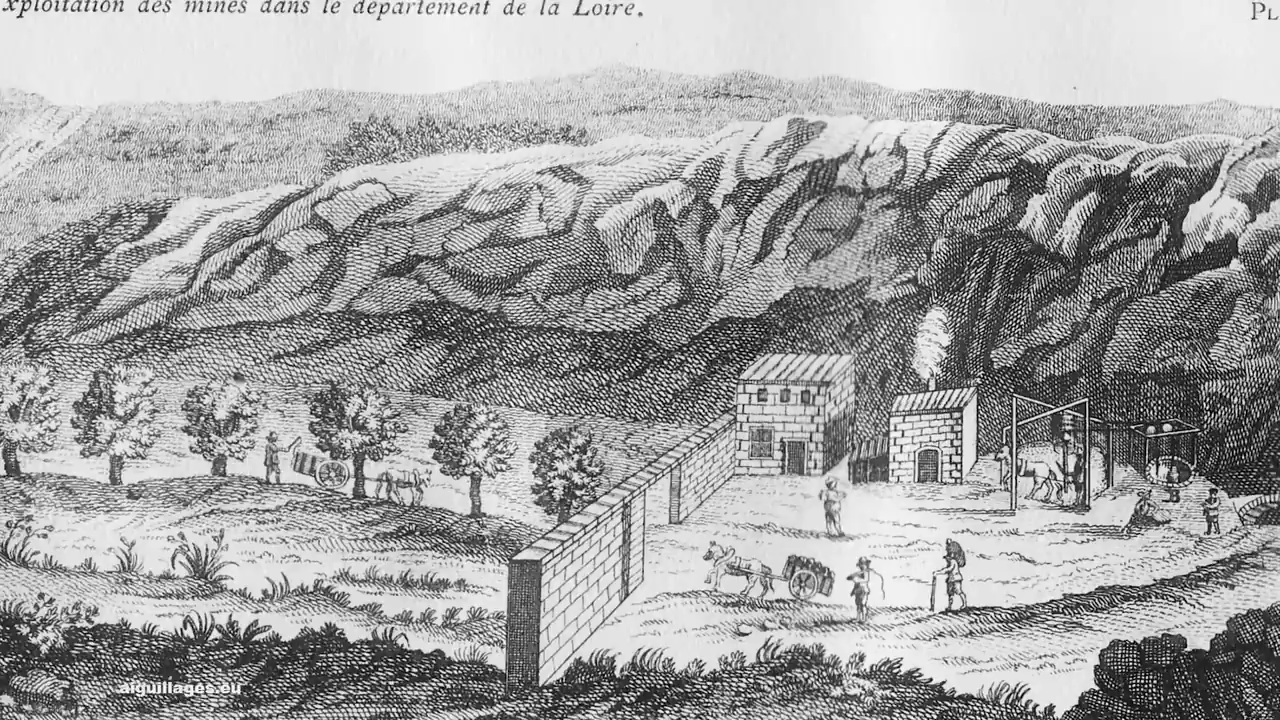 xploitation des mines dans le département de la Loire.
PL
aiguillages.eu